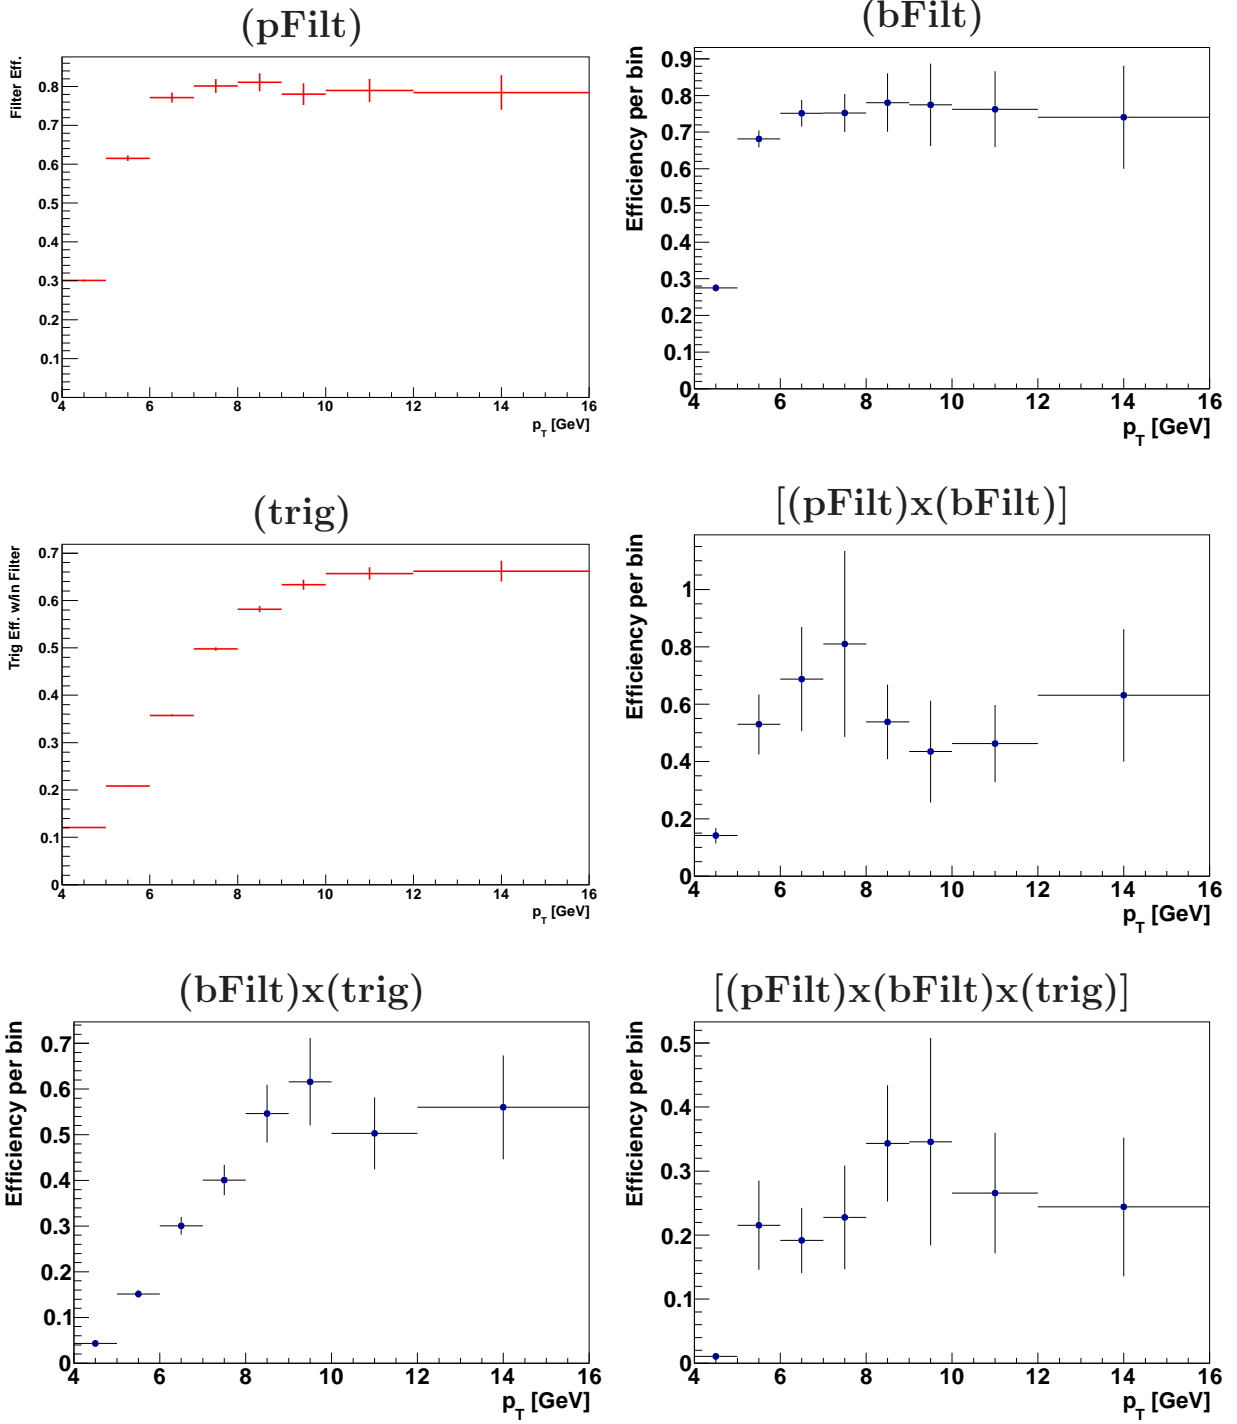 (pFilt)
Filter Eff.
0.8
0.7
0.6
0.5
0.4
0.3
0.2
0.1
0
4 6 8 10 12 14 16
p_T [GeV]
(bFilt)
Efficiency per bin
0.9
0.8
0.7
0.6
0.5
0.4
0.3
0.2
0.1
0
4 6 8 10 12 14 16
p_T [GeV]
(trig)
Trig Eff. w/in Filter
0.7
0.6
0.5
0.4
0.3
0.2
0.1
0
4 6 8 10 12 14 16
p_T [GeV]
[(pFilt)x(bFilt)]
Efficiency per bin
1
0.8
0.6
0.4
0.2
0
4 6 8 10 12 14 16
p_T [GeV]
(bFilt)x(trig)
Efficiency per bin
0.7
0.6
0.5
0.4
0.3
0.2
0.1
0
4 6 8 10 12 14 16
p_T [GeV]
[(pFilt)x(bFilt)x(trig)]
Efficiency per bin
0.5
0.4
0.3
0.2
0.1
0
4 6 8 10 12 14 16
p_T [GeV]